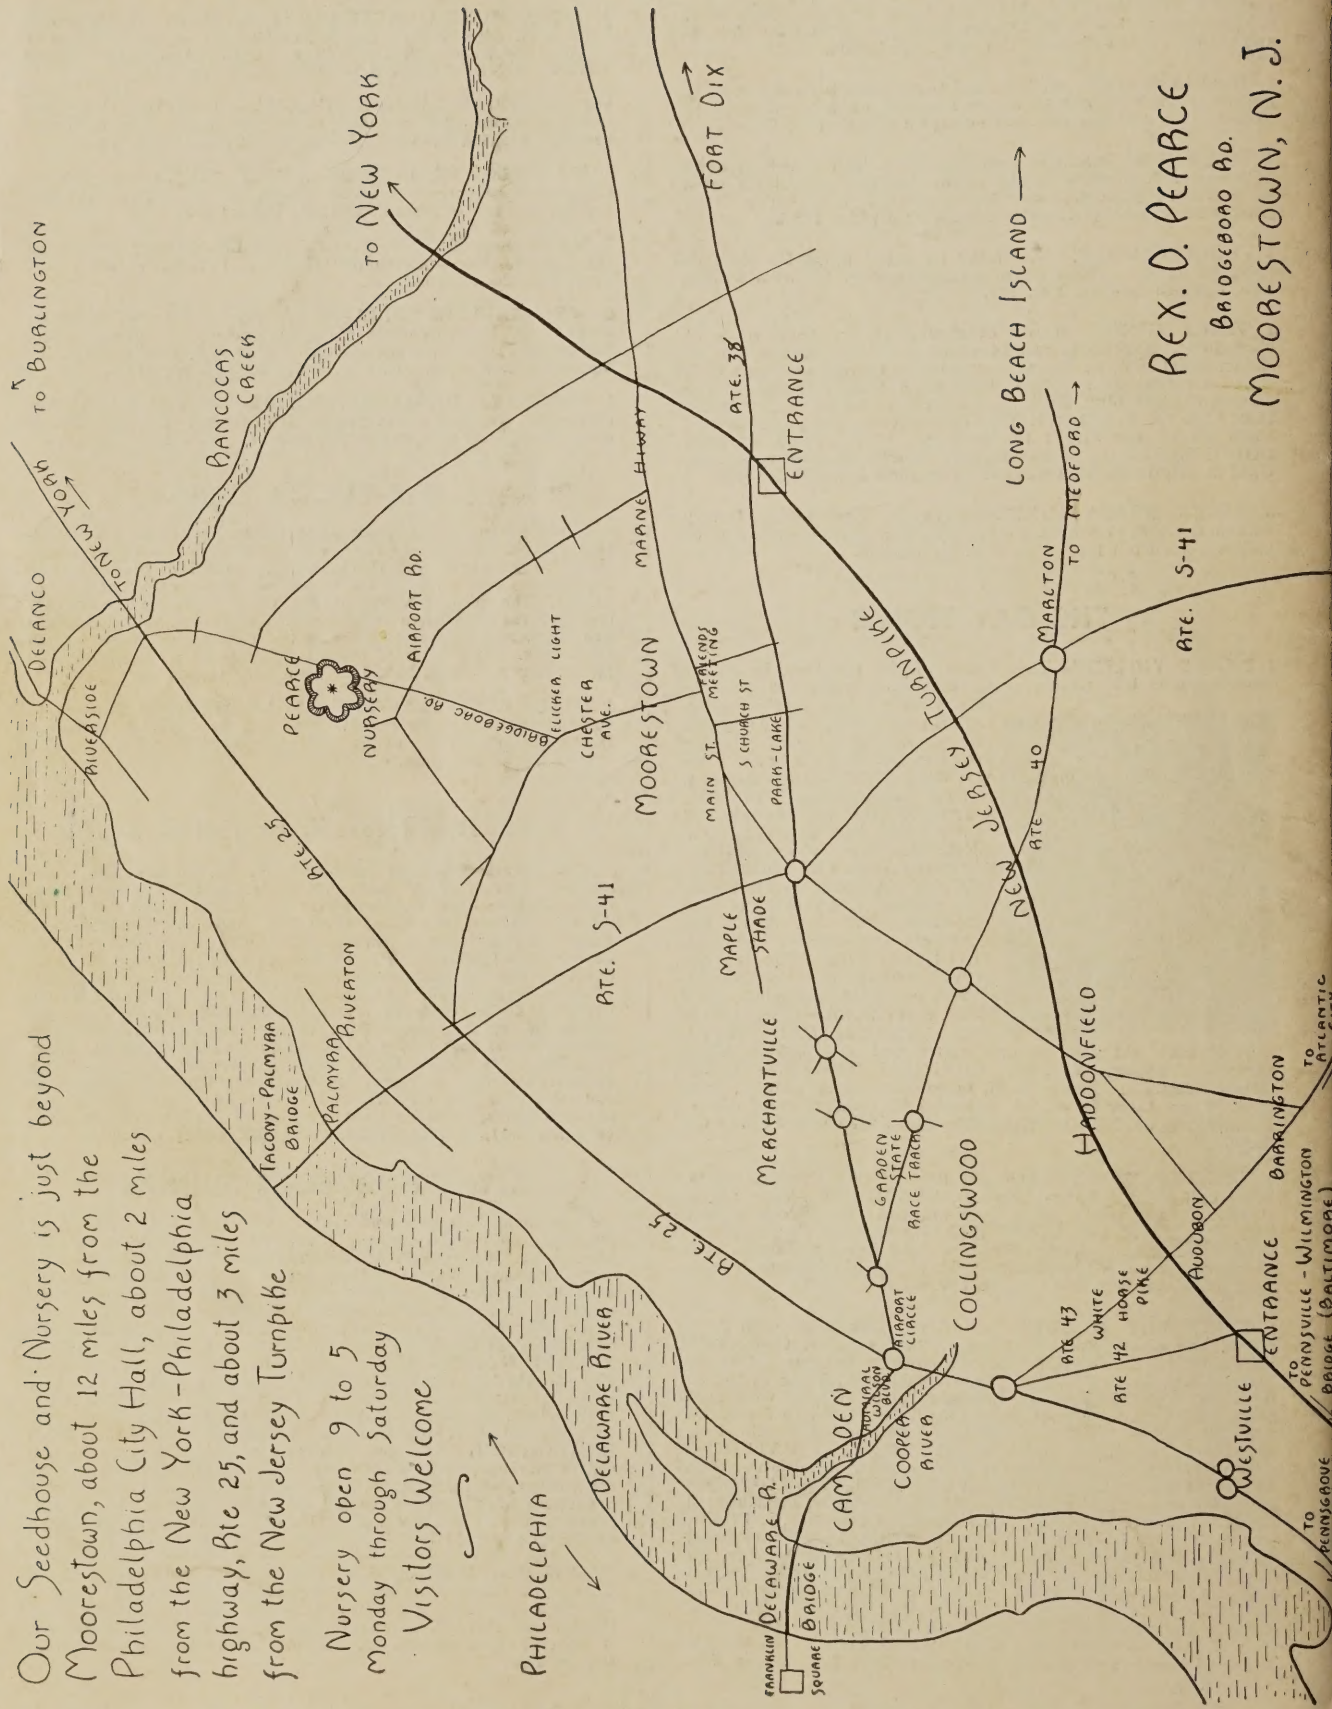 Our Seedhouse and Nursery is just beyond
Moorestown, about 12 miles from the
Philadelphia City Hall, about 2 miles
from the New York-Philadelphia
highway, Rte 25, and about 3 miles
from the New Jersey Turnpike
Nursery open 9 to 5
Monday through Saturday
Visitors Welcome
PHILADELPHIA
DELAWARE RIVER
FRANKLIN
SQUARE
DELAWARE-R.
BRIDGE
CAMDEN
ADMIRAL
WILSON
BLVD
COOPER
RIVER
AIRPORT
CIRCLE
COLLINGSWOOD
TACONY-PALMYRA
BRIDGE
PALMYRA
RIVERTON
RTE. 25
RTE. 25
RIVERSIDE
DELANCO
TO NEW YORK
TO BURLINGTON
RANCOCAS
CREEK
TO NEW YORK
PEARCE
NURSERY
AIRPORT RD.
BRIDGEBORO RD.
FLICKER LIGHT
CHESTER
AVE.
MOORESTOWN
FRIENDS
MEETING
MAIN ST.
S CHURCH ST
PARK-LAKE
MARNE HIWAY
RTE. 38
FORT DIX
ENTRANCE
RTE. S-41
MAPLE
SHADE
MERCHANTVILLE
GARDEN
STATE
RACE TRACK
NEW JERSEY TURNPIKE
RTE 40
MARLTON
TO MEDFORD
LONG BEACH ISLAND
RTE. S-41
HADDONFIELD
BARRINGTON
TO
ATLANTIC
AUDUBON
RTE 43
WHITE
HORSE
PIKE
RTE 42
ENTRANCE
TO
PENNSVILLE-WILMINGTON
BRIDGE (BALTIMORE)
WESTVILLE
TO
PENNSGROVE
REX. D. PEARCE
BRIDGEBORO RD.
MOORESTOWN, N.J.